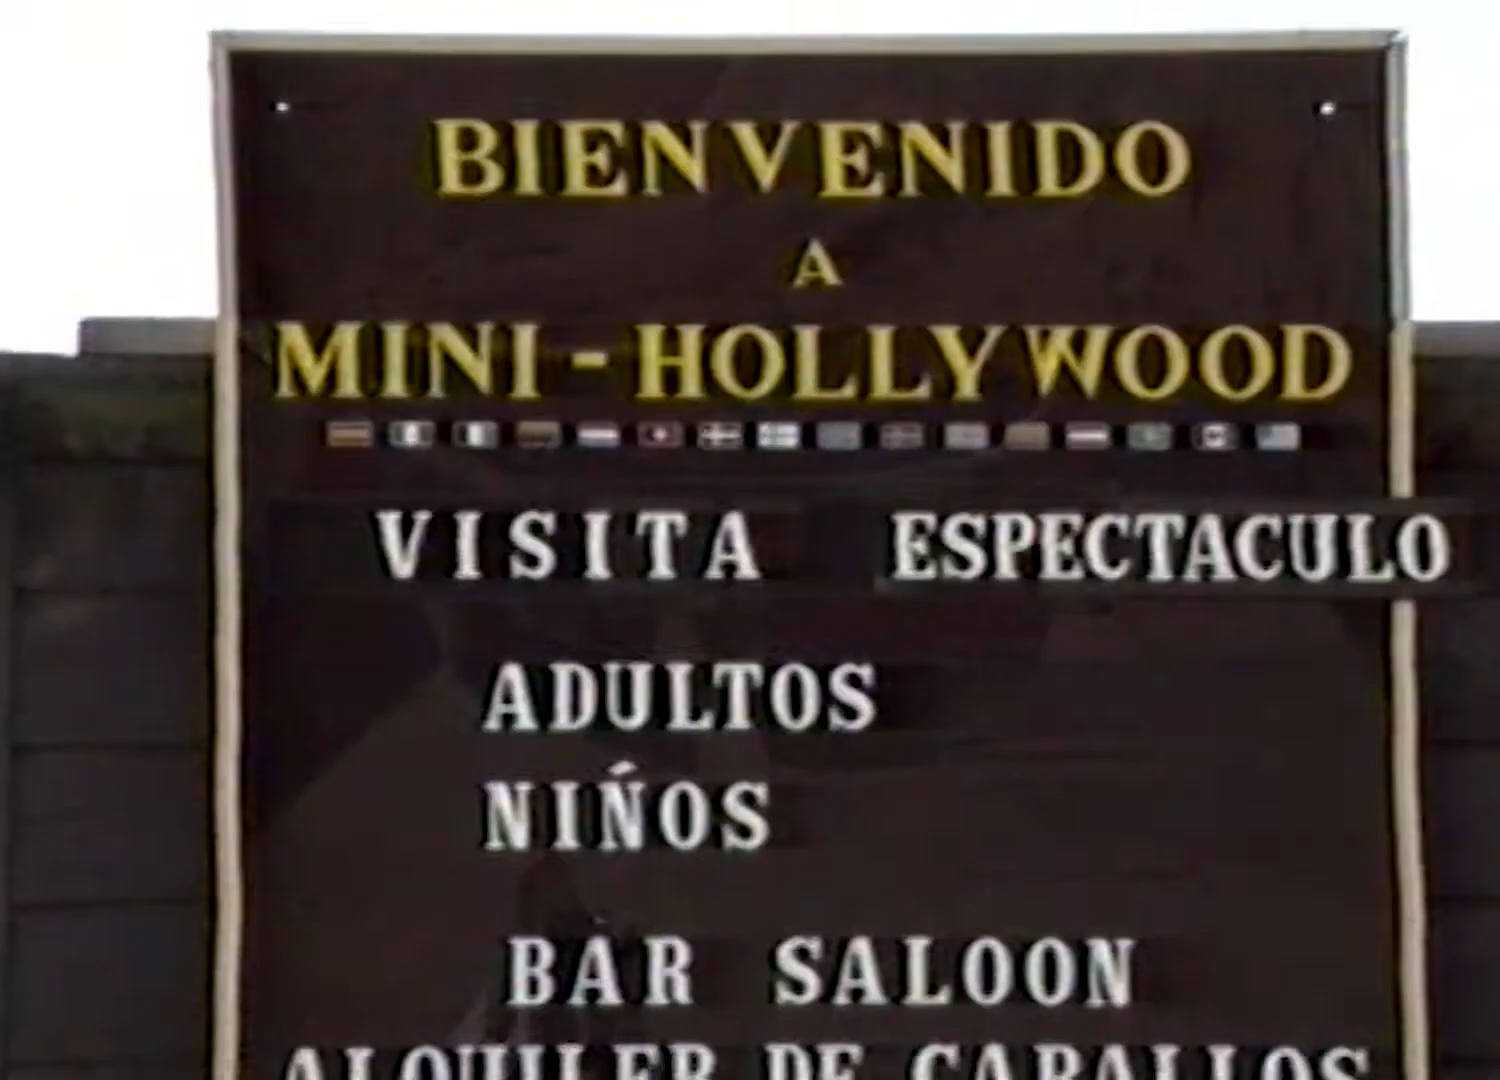 BIENVENIDO
A
MINI-HOLLYWOOD
VISITA ESPECTACULO
ADULTOS
NIÑOS
BAR SALOON
ALQUILER DE CABALLOS